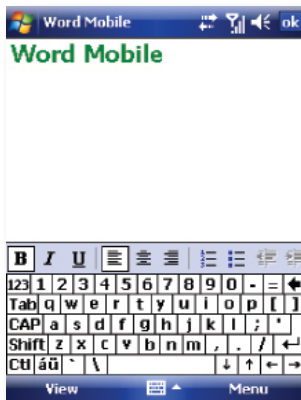 Word Mobile ok
Word Mobile
B I U
123 1 2 3 4 5 6 7 8 9 0 - =
Tab q w e r t y u i o p [ ]
CAP a s d f g h j k l ; '
Shift z x c v b n m , . /
Ctl áü ` \
View Menu